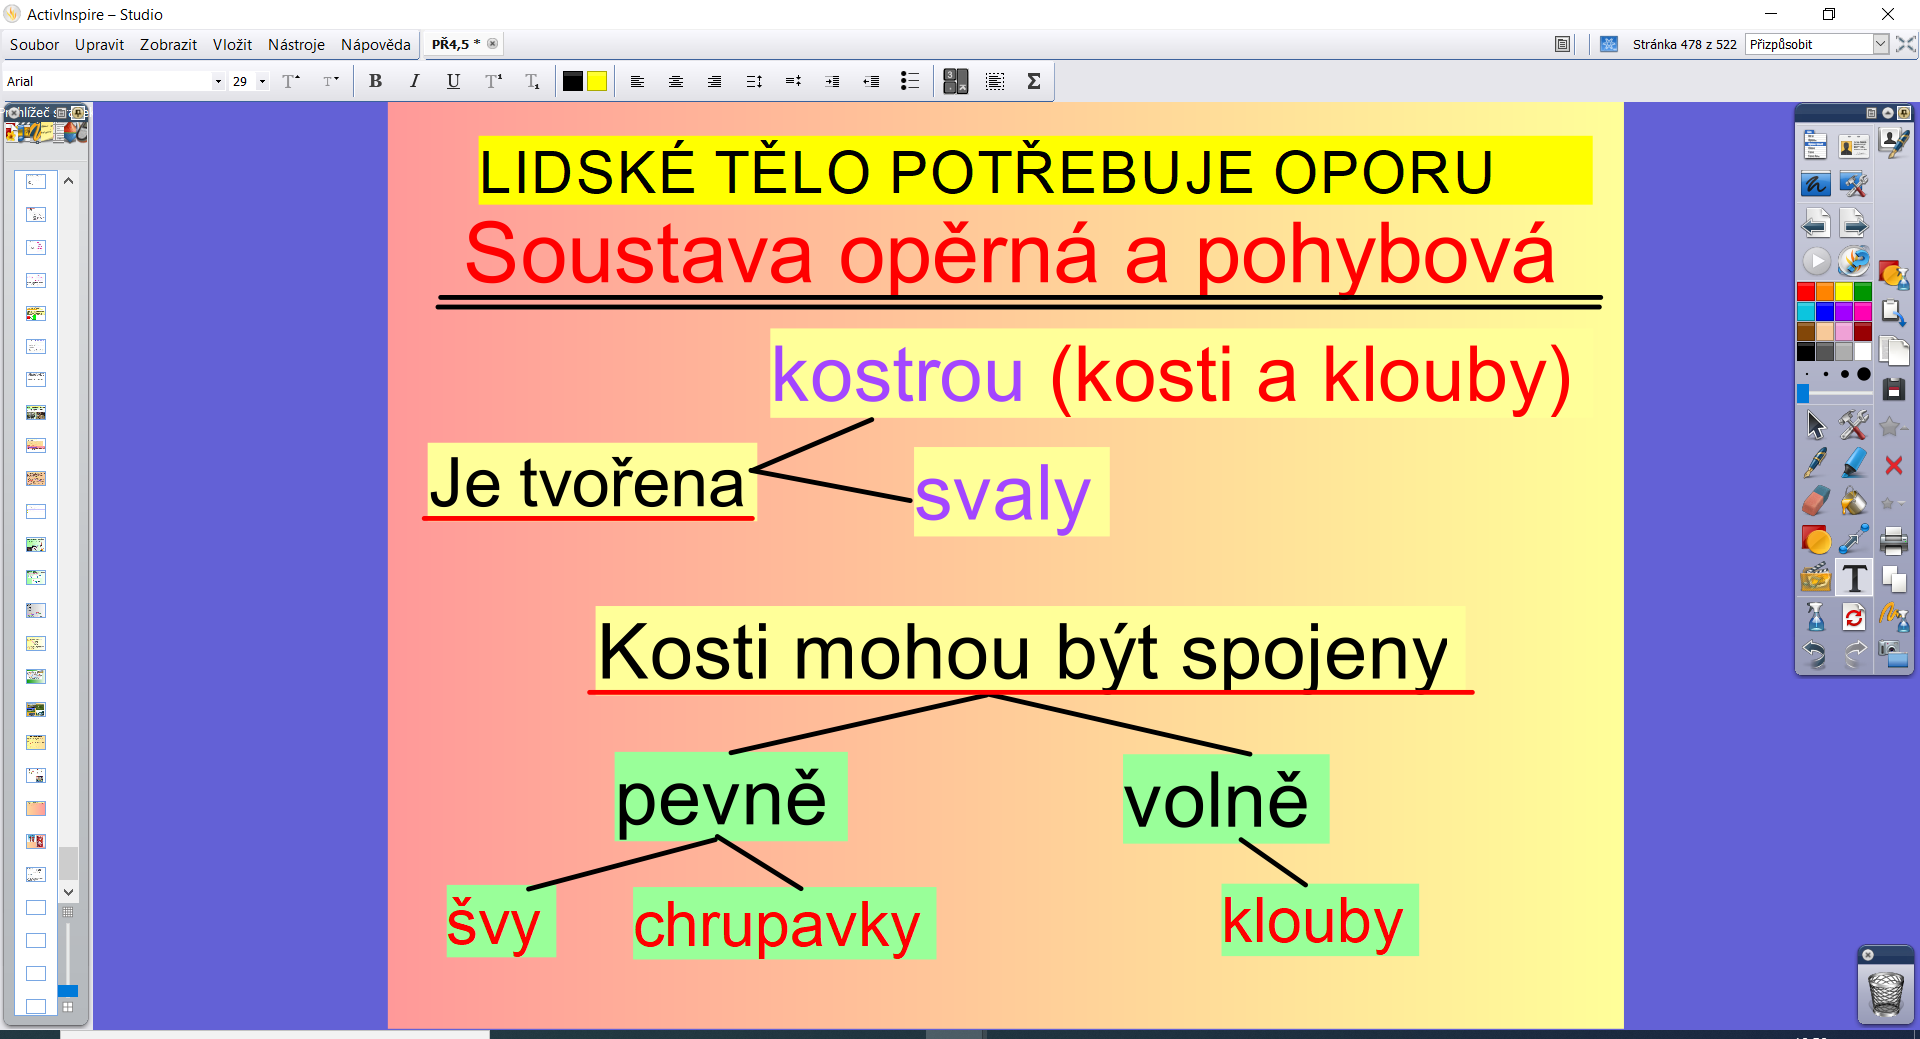 ActivInspire – Studio
Soubor Upravit Zobrazit Vložit Nástroje Nápověda PŘ4,5 * Stránka 478 z 522 Přizpůsobit
Arial 29
LIDSKÉ TĚLO POTŘEBUJE OPORU
Soustava opěrná a pohybová
kostrou (kosti a klouby)
Je tvořena
svaly
Kosti mohou být spojeny
pevně volně
švy chrupavky klouby